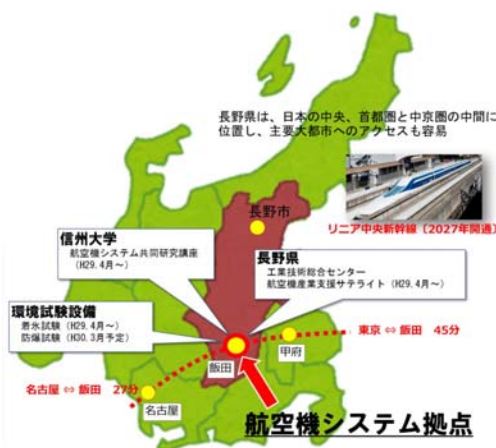 長野県は、日本の中央、首都圏と中京圏の中間に
位置し、主要大都市へのアクセスも容易
リニア中央新幹線〔2027年開通〕
長野市
信州大学
航空機システム共同研究講座
（H29.4月～）
長野県
工業技術総合センター
航空機産業支援サテライト（H29.4月～）
環境試験設備
着氷試験（H29.4月～）
防爆試験（H30.3月予定）
東京 ⇔ 飯田　45分
甲府
飯田
名古屋 ⇔ 飯田　27分
名古屋
航空機システム拠点